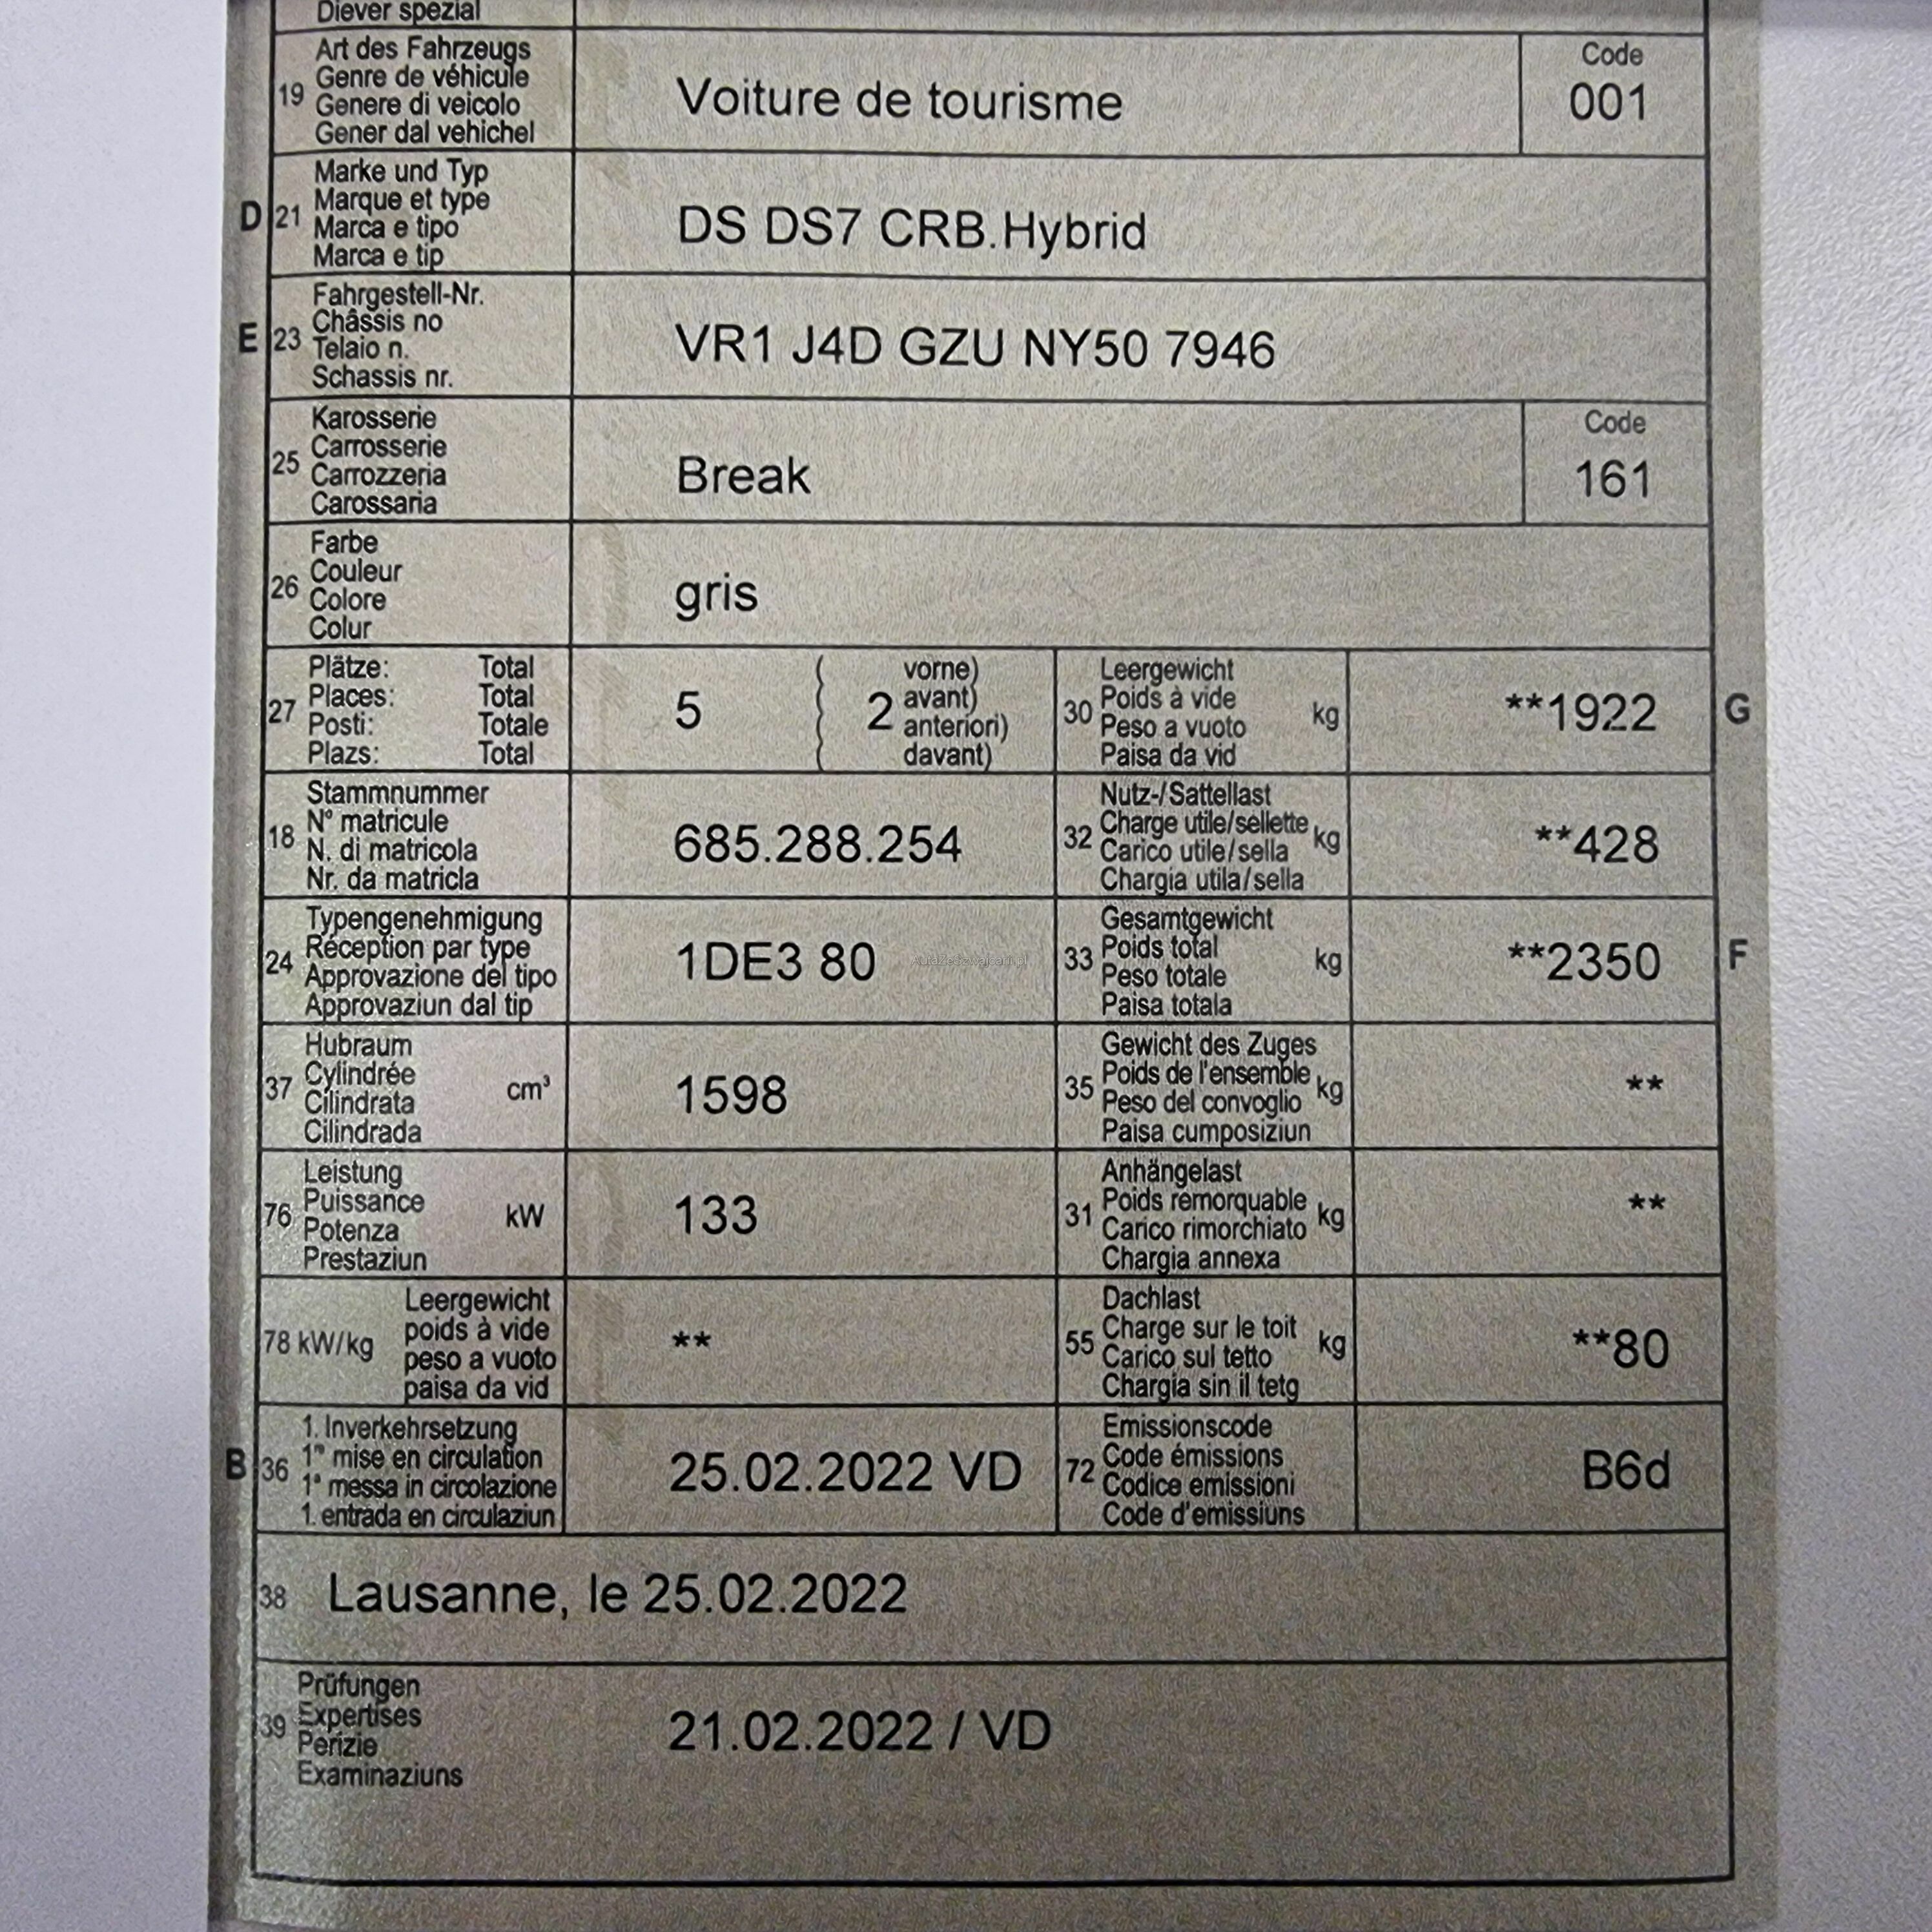 Diever spezial
19 Art des Fahrzeugs
Genre de véhicule
Genere di veicolo
Gener dal vehichel
Voiture de tourisme
Code
001
D 21 Marke und Typ
Marque et type
Marca e tipo
Marca e tip
DS DS7 CRB.Hybrid
E 23 Fahrgestell-Nr.
Châssis no
Telaio n.
Schassis nr.
VR1 J4D GZU NY50 7946
25 Karosserie
Carrosserie
Carrozzeria
Carossaria
Break
Code
161
26 Farbe
Couleur
Colore
Colur
gris
27 Plätze: Total
Places: Total
Posti: Totale
Plazs: Total
5 ( 2 vorne)
avant)
anteriori)
davant)
30 Leergewicht
Poids à vide
Peso a vuoto
Paisa da vid
kg
**1922 G
18 Stammnummer
N° matricule
N. di matricola
Nr. da matricla
685.288.254
32 Nutz-/Sattellast
Charge utile/sellette
Carico utile/sella
Chargia utila/sella
kg
**428
24 Typengenehmigung
Réception par type
Approvazione del tipo
Approvaziun dal tip
1DE3 80
33 Gesamtgewicht
Poids total
Peso totale
Paisa totala
kg
**2350 F
37 Hubraum
Cylindrée
Cilindrata
Cilindrada
cm³
1598
35 Gewicht des Zuges
Poids de l'ensemble
Peso del convoglio
Paisa cumposiziun
kg
**
76 Leistung
Puissance
Potenza
Prestaziun
kW
133
31 Anhängelast
Poids remorquable
Carico rimorchiato
Chargia annexa
kg
**
78 kW/kg Leergewicht
poids à vide
peso a vuoto
paisa da vid
**
55 Dachlast
Charge sur le toit
Carico sul tetto
Chargia sin il tetg
kg
**80
B 36 1. Inverkehrsetzung
1re mise en circulation
1a messa in circolazione
1. entrada en circulaziun
25.02.2022 VD
72 Emissionscode
Code émissions
Codice emissioni
Code d'emissiuns
B6d
38 Lausanne, le 25.02.2022
39 Prüfungen
Expertises
Perizie
Examinaziuns
21.02.2022 / VD